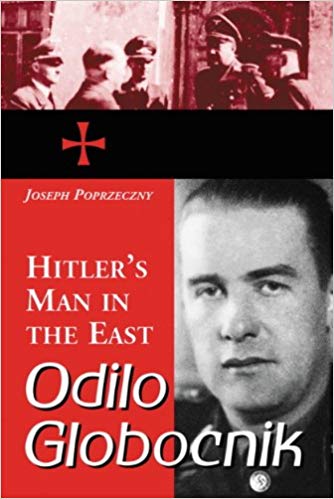 JOSEPH POPRZECZNY
HITLER'S
MAN IN
THE EAST
Odilo
Globocnik